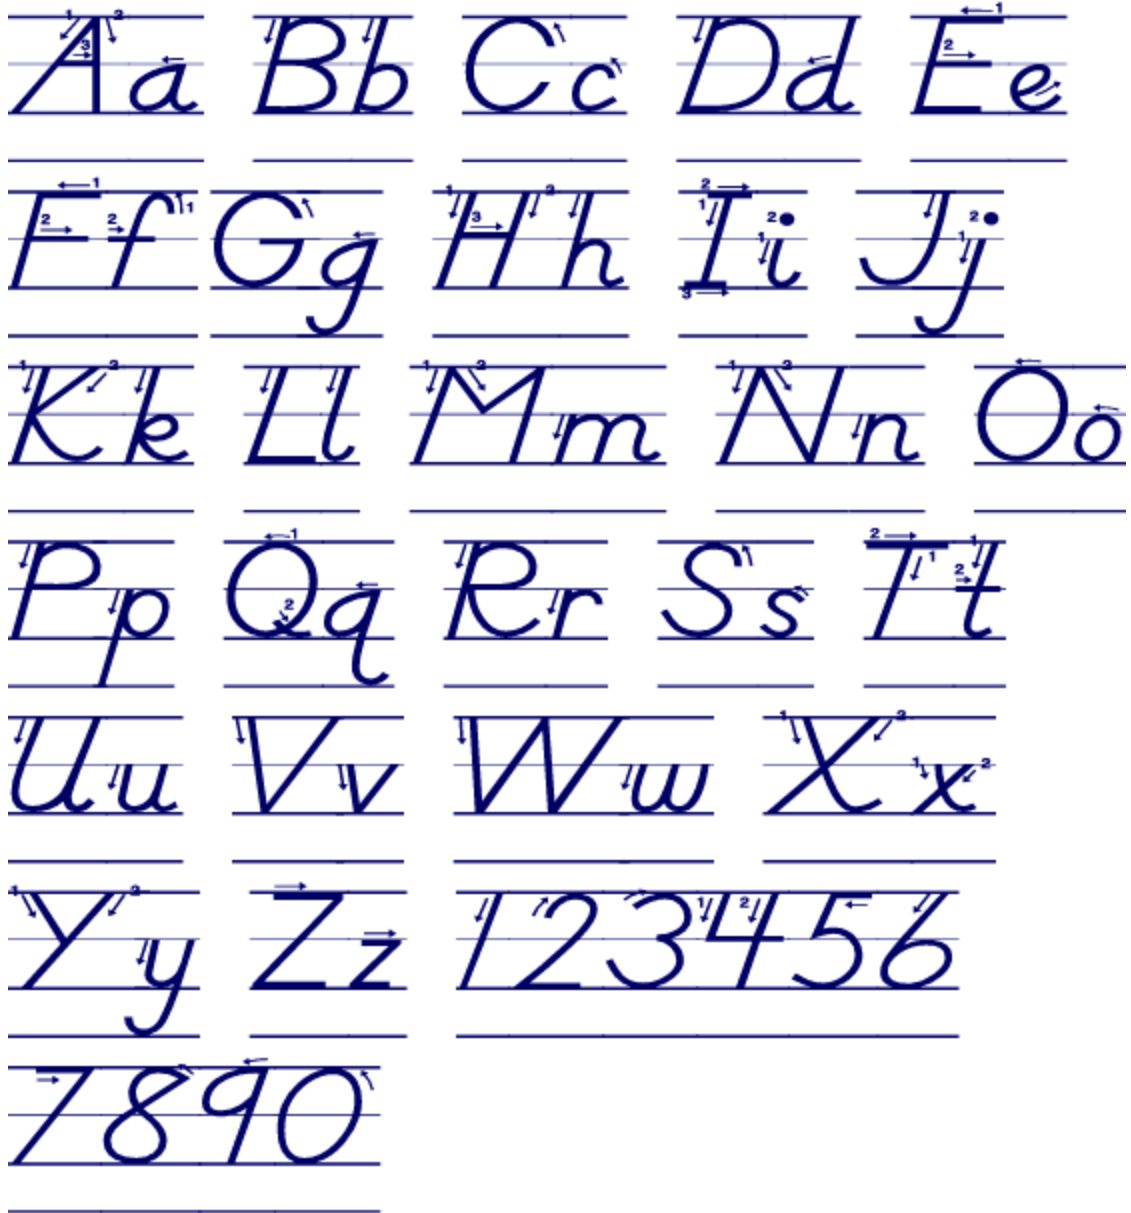 Aa Bb Cc Dd Ee
Ff Gg Hh Ii Jj
Kk Ll Mm Nn Oo
Pp Qq Rr Ss Tt
Uu Vv Ww Xx
Yy Zz 123456
7890